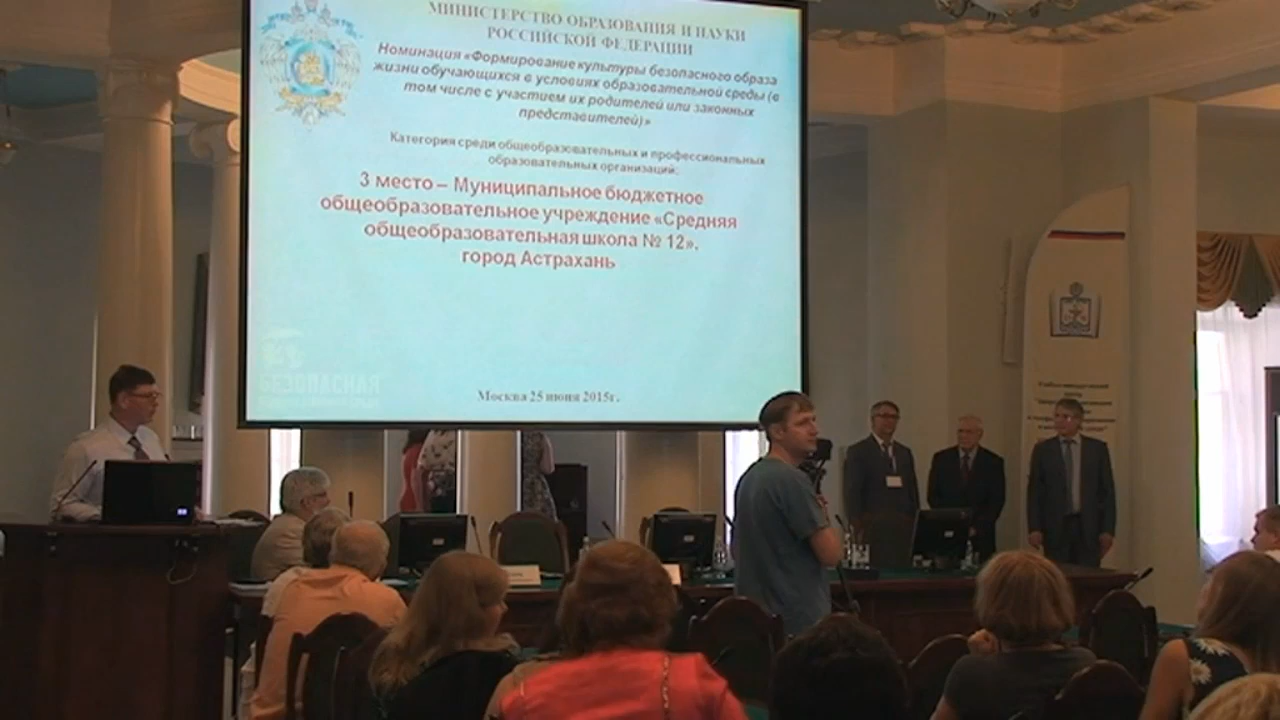 МИНИСТЕРСТВО ОБРАЗОВАНИЯ И НАУКИ
РОССИЙСКОЙ ФЕДЕРАЦИИ
Номинация «Формирование культуры безопасного образа
жизни обучающихся в условиях образовательной среды (в
том числе с участием их родителей или законных
представителей)»
Категория среди общеобразовательных и профессиональных
образовательных организаций:
3 место – Муниципальное бюджетное
общеобразовательное учреждение «Средняя
общеобразовательная школа № 12»,
город Астрахань
БЕЗОПАСНАЯ
Москва 25 июня 2015г.